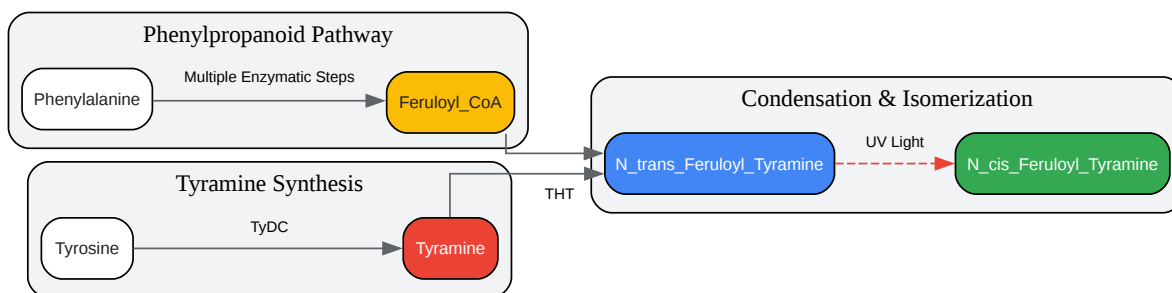 Phenylpropanoid Pathway
Phenylalanine
Multiple Enzymatic Steps
Feruloyl_CoA
Tyramine Synthesis
Tyrosine
TyDC
Tyramine
THT
Condensation & Isomerization
N_trans_Feruloyl_Tyramine
UV Light
N_cis_Feruloyl_Tyramine